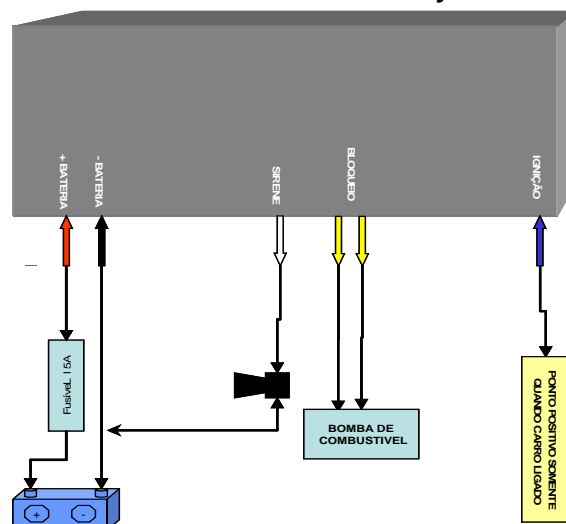 + BATERIA
- BATERIA
SIRENE
BLOQUEIO
IGNIÇÃO
FusíveL 15A
BOMBA DE
COMBUSTIVEL
PONTO POSITIVO SOMENTE
QUANDO CARRO LIGADO
+
-